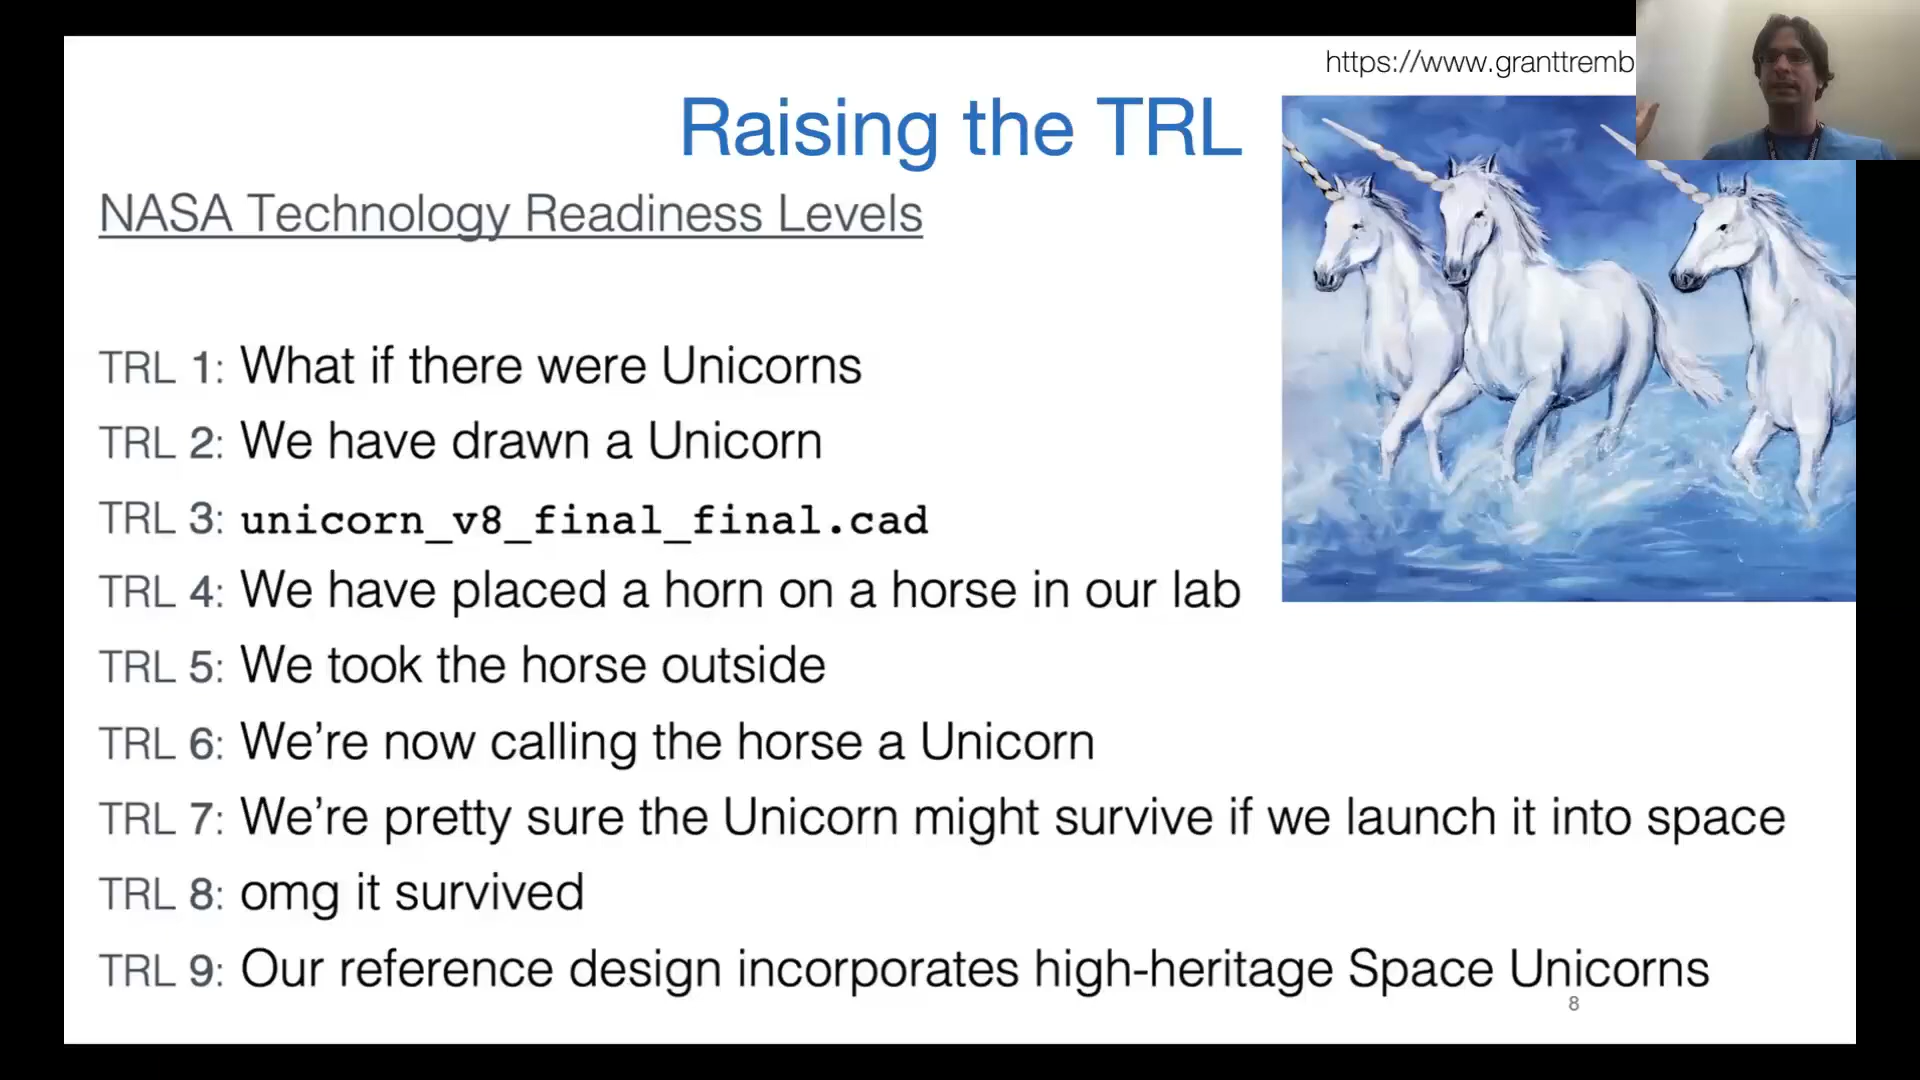 https://www.granttremb
Raising the TRL
NASA Technology Readiness Levels
TRL 1: What if there were Unicorns
TRL 2: We have drawn a Unicorn
TRL 3: unicorn_v8_final_final.cad
TRL 4: We have placed a horn on a horse in our lab
TRL 5: We took the horse outside
TRL 6: We’re now calling the horse a Unicorn
TRL 7: We’re pretty sure the Unicorn might survive if we launch it into space
TRL 8: omg it survived
TRL 9: Our reference design incorporates high-heritage Space Unicorns
8